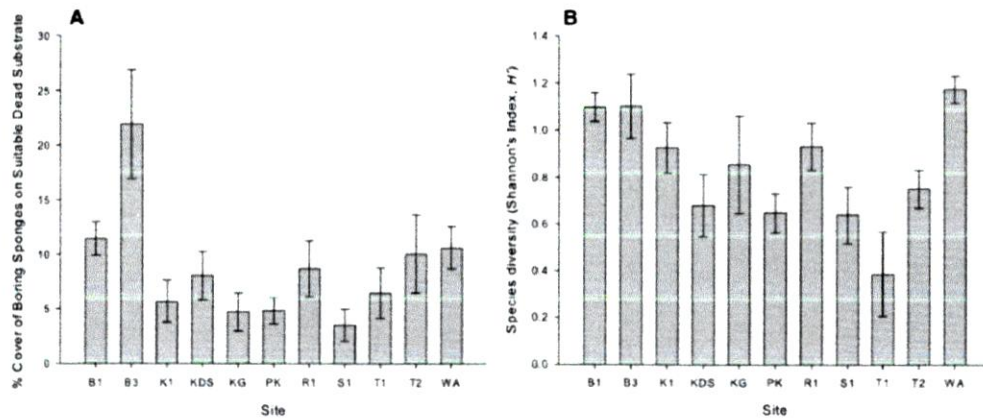 A
% Cover of Boring Sponges on Suitable Dead Substrate
30
25
20
15
10
5
0
B1 B3 K1 KDS KG PK R1 S1 T1 T2 WA
Site
B
Species diversity (Shannon's Index, H')
1.4
1.2
1.0
0.8
0.6
0.4
0.2
0.0
B1 B3 K1 KDS KG PK R1 S1 T1 T2 WA
Site